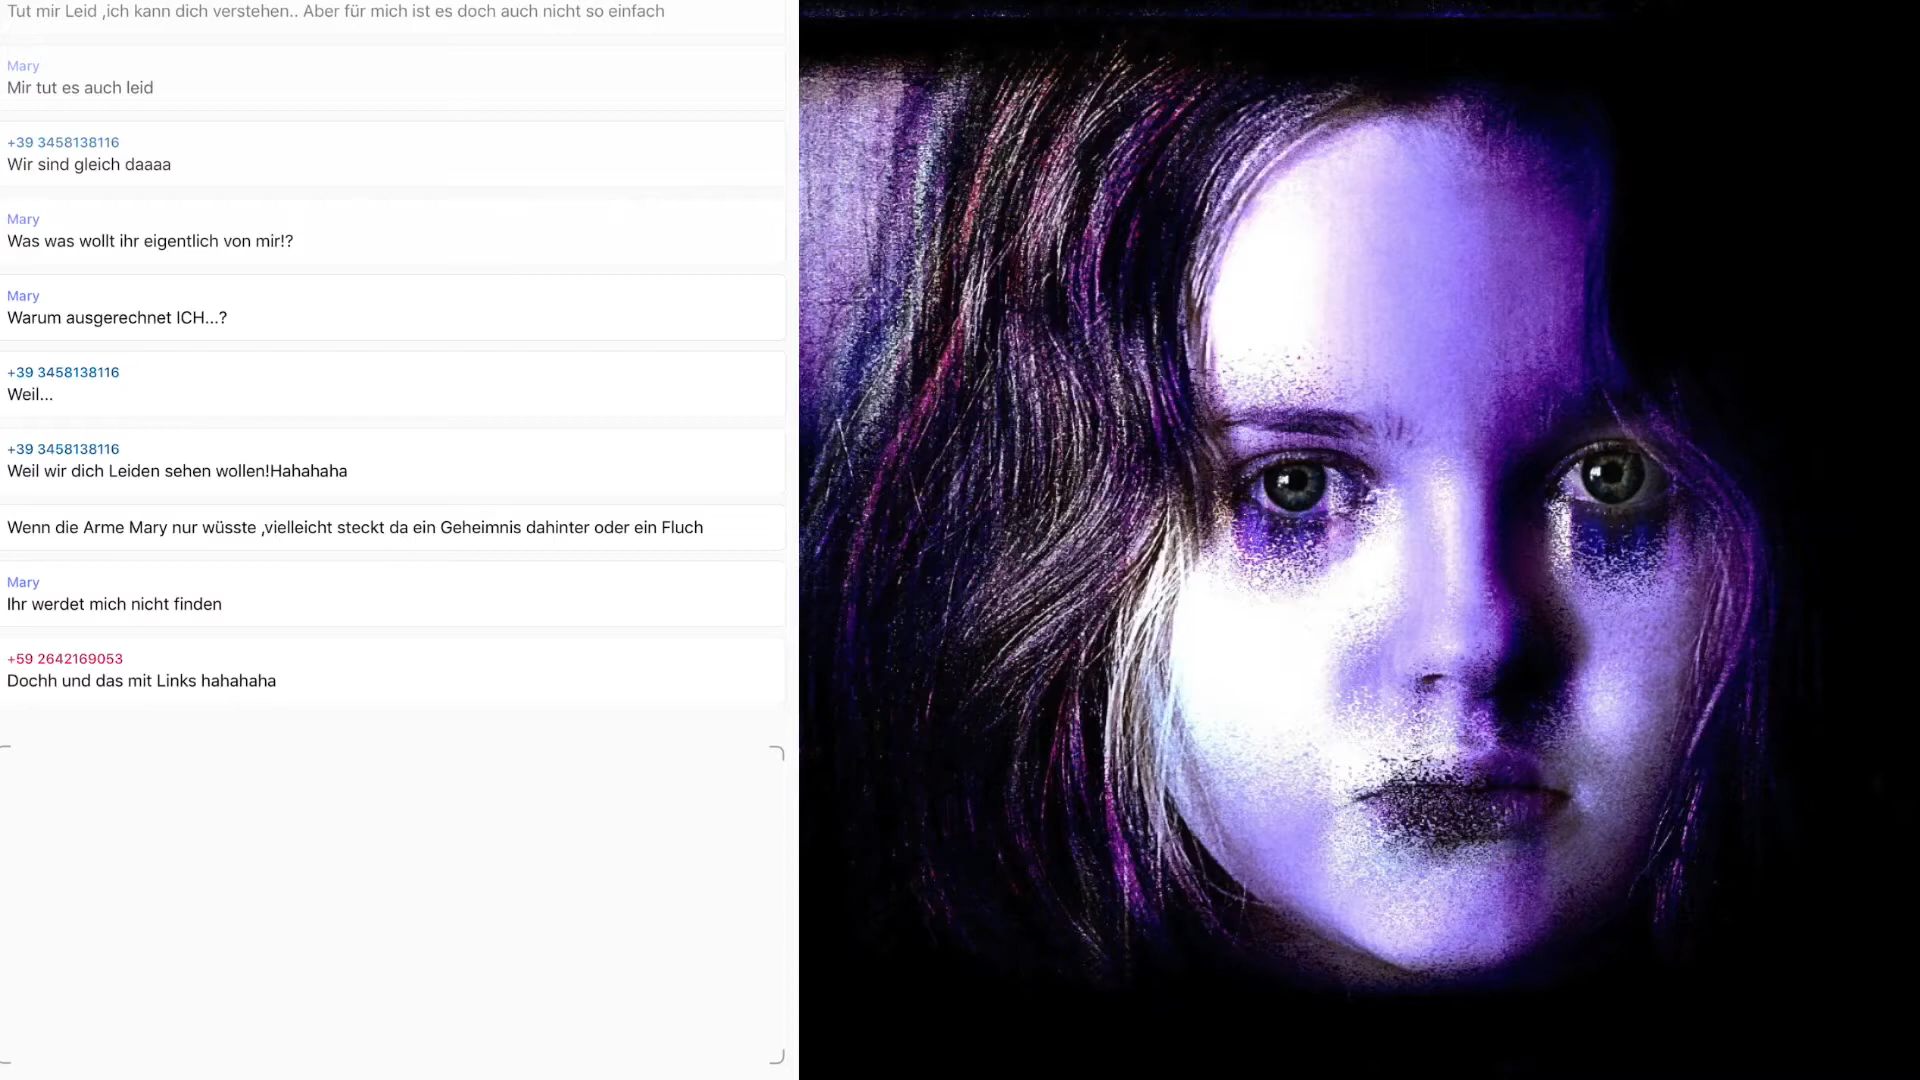 Tut mir Leid ,ich kann dich verstehen.. Aber für mich ist es doch auch nicht so einfach
Mary
Mir tut es auch leid
+39 3458138116
Wir sind gleich daaaa
Mary
Was was wollt ihr eigentlich von mir!?
Mary
Warum ausgerechnet ICH...?
+39 3458138116
Weil...
+39 3458138116
Weil wir dich Leiden sehen wollen!Hahahaha
Wenn die Arme Mary nur wüsste ,vielleicht steckt da ein Geheimnis dahinter oder ein Fluch
Mary
Ihr werdet mich nicht finden
+59 2642169053
Dochh und das mit Links hahahaha